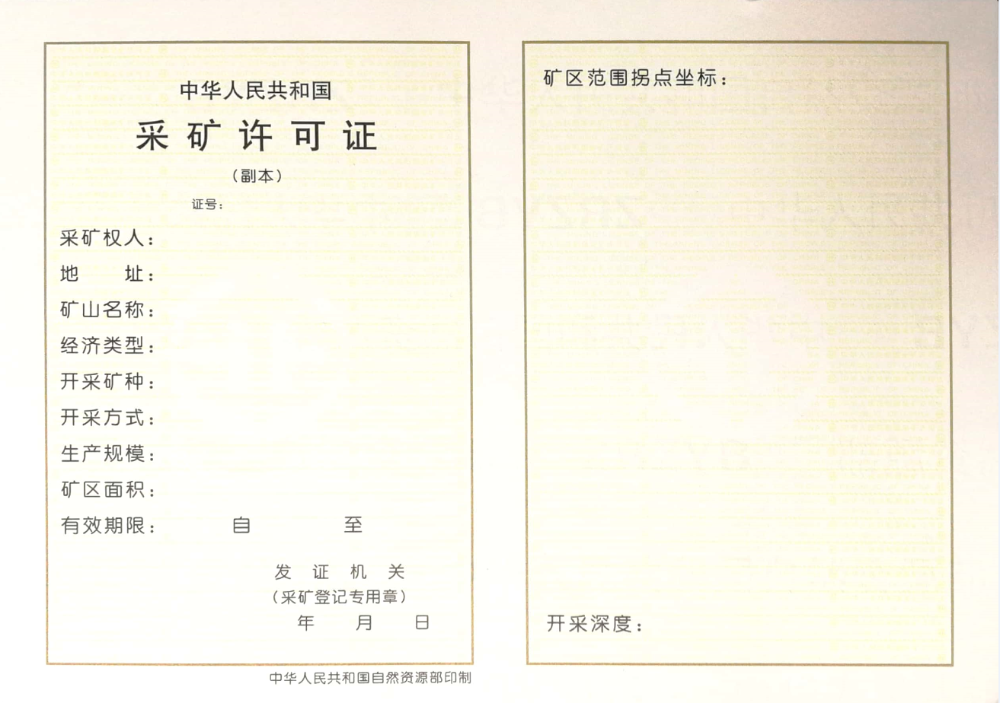 中华人民共和国
采矿许可证
（副本）
证号：
采矿权人：
地 址：
矿山名称：
经济类型：
开采矿种：
开采方式：
生产规模：
矿区面积：
有效期限： 自 至
发 证 机 关
（采矿登记专用章）
年 月 日
中华人民共和国自然资源部印制
矿区范围拐点坐标：
开采深度：